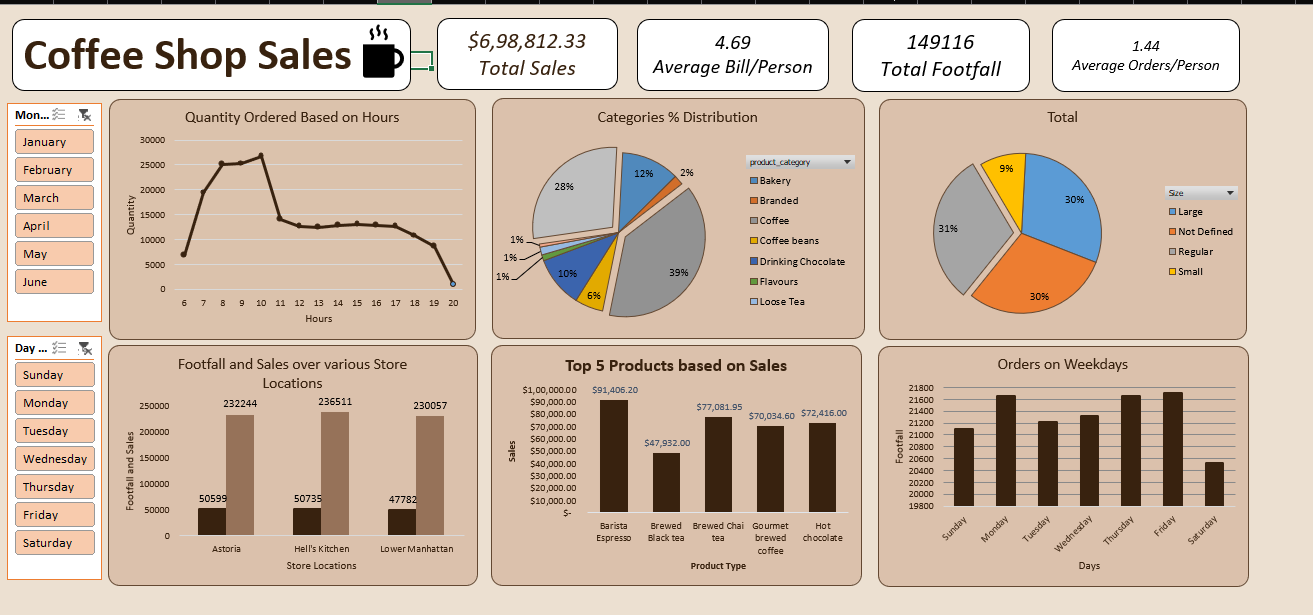 Coffee Shop Sales
$6,98,812.33
Total Sales
4.69
Average Bill/Person
149116
Total Footfall
1.44
Average Orders/Person
Mon...
January
February
March
April
May
June
Day ...
Sunday
Monday
Tuesday
Wednesday
Thursday
Friday
Saturday
Quantity Ordered Based on Hours
Quantity
30000
25000
20000
15000
10000
5000
0
6 7 8 9 10 11 12 13 14 15 16 17 18 19 20
Hours
Categories % Distribution
12%
2%
39%
6%
10%
1%
1%
1%
28%
product_category
Bakery
Branded
Coffee
Coffee beans
Drinking Chocolate
Flavours
Loose Tea
Total
30%
30%
31%
9%
Size
Large
Not Defined
Regular
Small
Footfall and Sales over various Store
Locations
Footfall and Sales
250000
200000
150000
100000
50000
0
50599 232244
50735 236511
47782 230057
Astoria Hell's Kitchen Lower Manhattan
Store Locations
Top 5 Products based on Sales
Sales
$1,00,000.00
$90,000.00
$80,000.00
$70,000.00
$60,000.00
$50,000.00
$40,000.00
$30,000.00
$20,000.00
$10,000.00
$-
$91,406.20
$47,932.00
$77,081.95
$70,034.60
$72,416.00
Barista
Espresso
Brewed
Black tea
Brewed Chai
tea
Gourmet
brewed
coffee
Hot
chocolate
Product Type
Orders on Weekdays
Footfall
21800
21600
21400
21200
21000
20800
20600
20400
20200
20000
19800
Sunday
Monday
Tuesday
Wednesday
Thursday
Friday
Saturday
Days